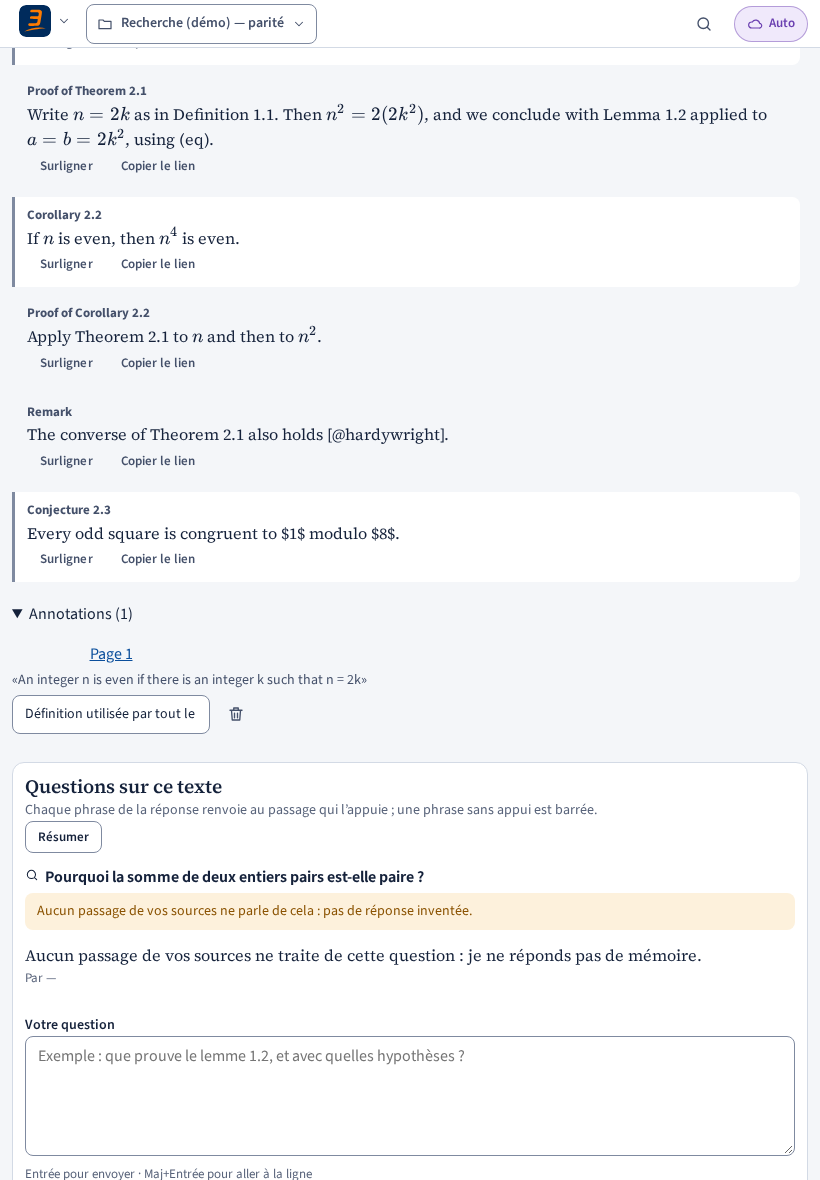 Recherche (démo) — parité
Auto
Proof of Theorem 2.1
Write n = 2k as in Definition 1.1. Then n² = 2(2k²), and we conclude with Lemma 1.2 applied to
a = b = 2k², using (eq).
Surligner Copier le lien
Corollary 2.2
If n is even, then n⁴ is even.
Surligner Copier le lien
Proof of Corollary 2.2
Apply Theorem 2.1 to n and then to n².
Surligner Copier le lien
Remark
The converse of Theorem 2.1 also holds [@hardywright].
Surligner Copier le lien
Conjecture 2.3
Every odd square is congruent to $1$ modulo $8$.
Surligner Copier le lien
▼ Annotations (1)
Page 1
«An integer n is even if there is an integer k such that n = 2k»
Définition utilisée par tout le
Questions sur ce texte
Chaque phrase de la réponse renvoie au passage qui l’appuie ; une phrase sans appui est barrée.
Résumer
Pourquoi la somme de deux entiers pairs est-elle paire ?
Aucun passage de vos sources ne parle de cela : pas de réponse inventée.
Aucun passage de vos sources ne traite de cette question : je ne réponds pas de mémoire.
Par —
Votre question
Exemple : que prouve le lemme 1.2, et avec quelles hypothèses ?
Entrée pour envoyer · Maj+Entrée pour aller à la ligne